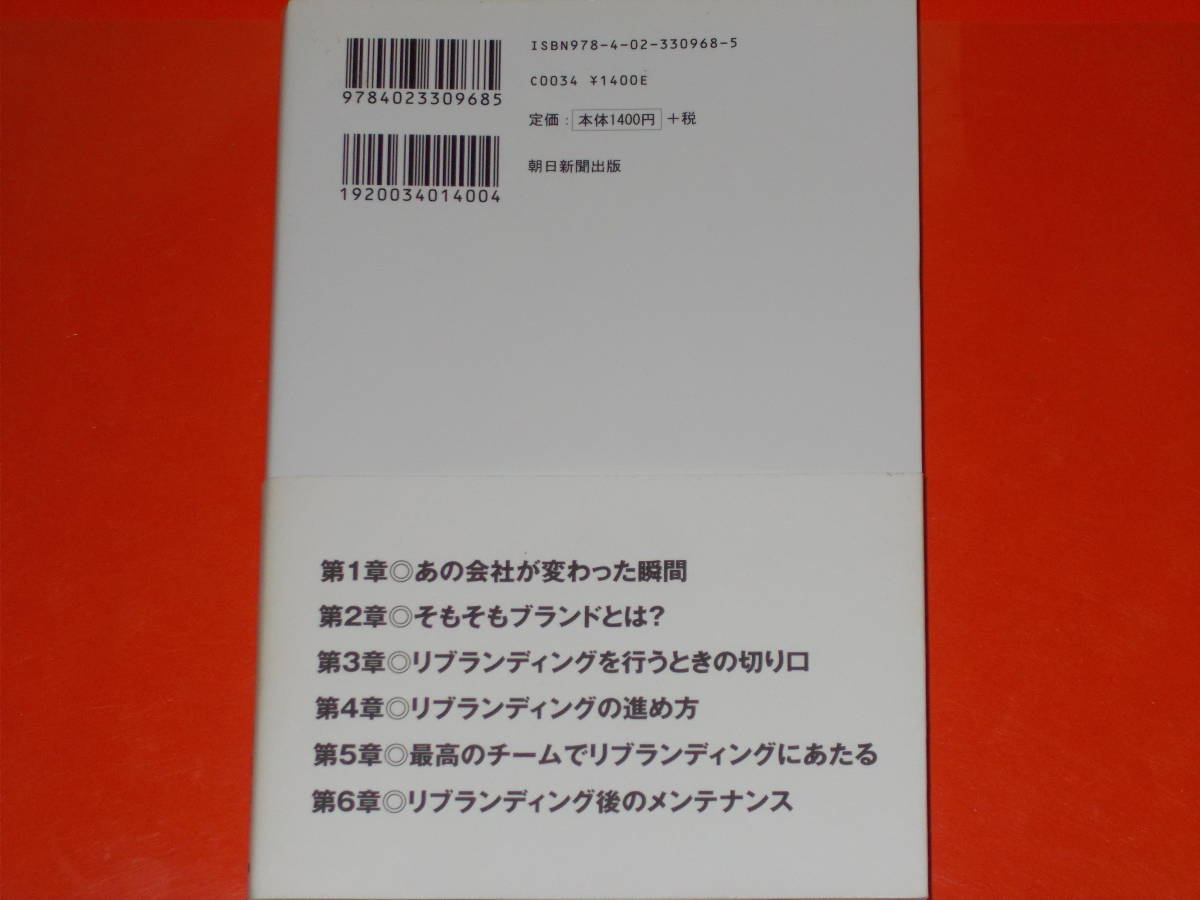 ISBN978-4-02-330968-5
9784023309685
C0034 ¥1400E
定価：本体1400円＋税
1920034014004
朝日新聞出版
第1章◎あの会社が変わった瞬間
第2章◎そもそもブランドとは？
第3章◎リブランディングを行うときの切り口
第4章◎リブランディングの進め方
第5章◎最高のチームでリブランディングにあたる
第6章◎リブランディング後のメンテナンス